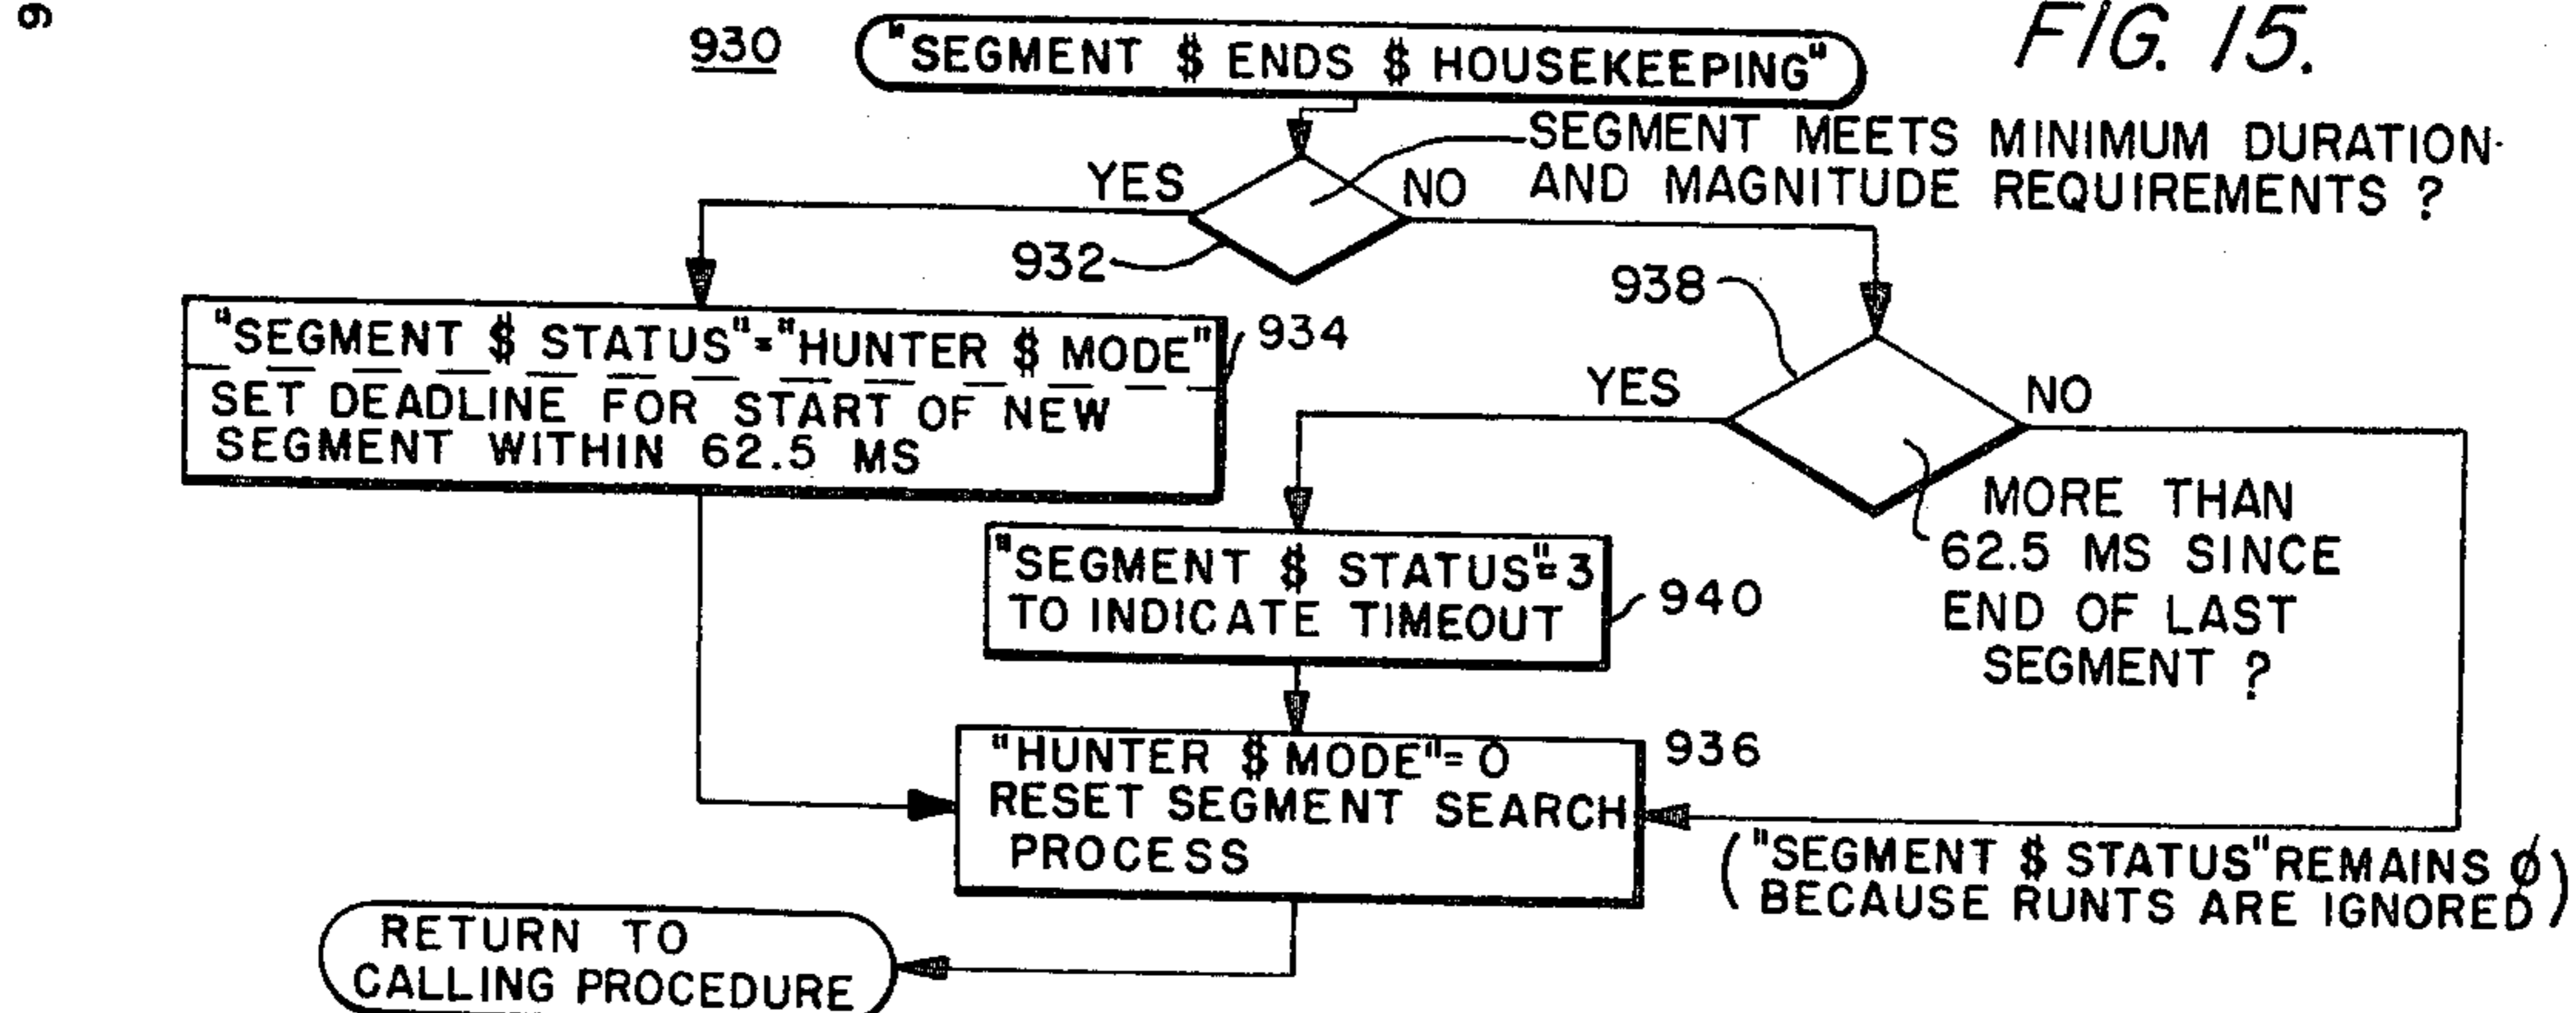 6
FIG. 15.
930
"SEGMENT $ ENDS $ HOUSEKEEPING"
SEGMENT MEETS MINIMUM DURATION
AND MAGNITUDE REQUIREMENTS ?
YES
NO
932
938
"SEGMENT $ STATUS"="HUNTER $ MODE"
SET DEADLINE FOR START OF NEW
SEGMENT WITHIN 62.5 MS
934
YES
NO
MORE THAN
62.5 MS SINCE
END OF LAST
SEGMENT ?
"SEGMENT $ STATUS"=3
TO INDICATE TIMEOUT
940
"HUNTER $ MODE"= 0
RESET SEGMENT SEARCH
PROCESS
936
("SEGMENT $ STATUS" REMAINS Ø
BECAUSE RUNTS ARE IGNORED)
RETURN TO
CALLING PROCEDURE